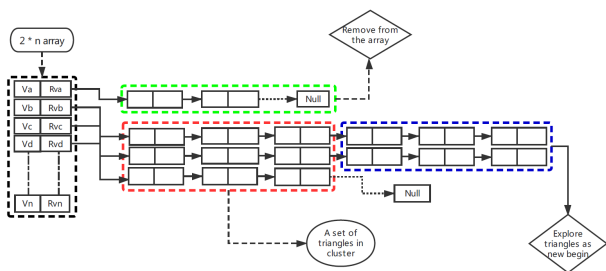 Remove from
the array
2 * n array
Va Rva
Vb Rvb
Vc Rvc
Vd Rvd
Vn Rvn
Null
Null
A set of
triangles in
cluster
Explore
triangles as
new begin